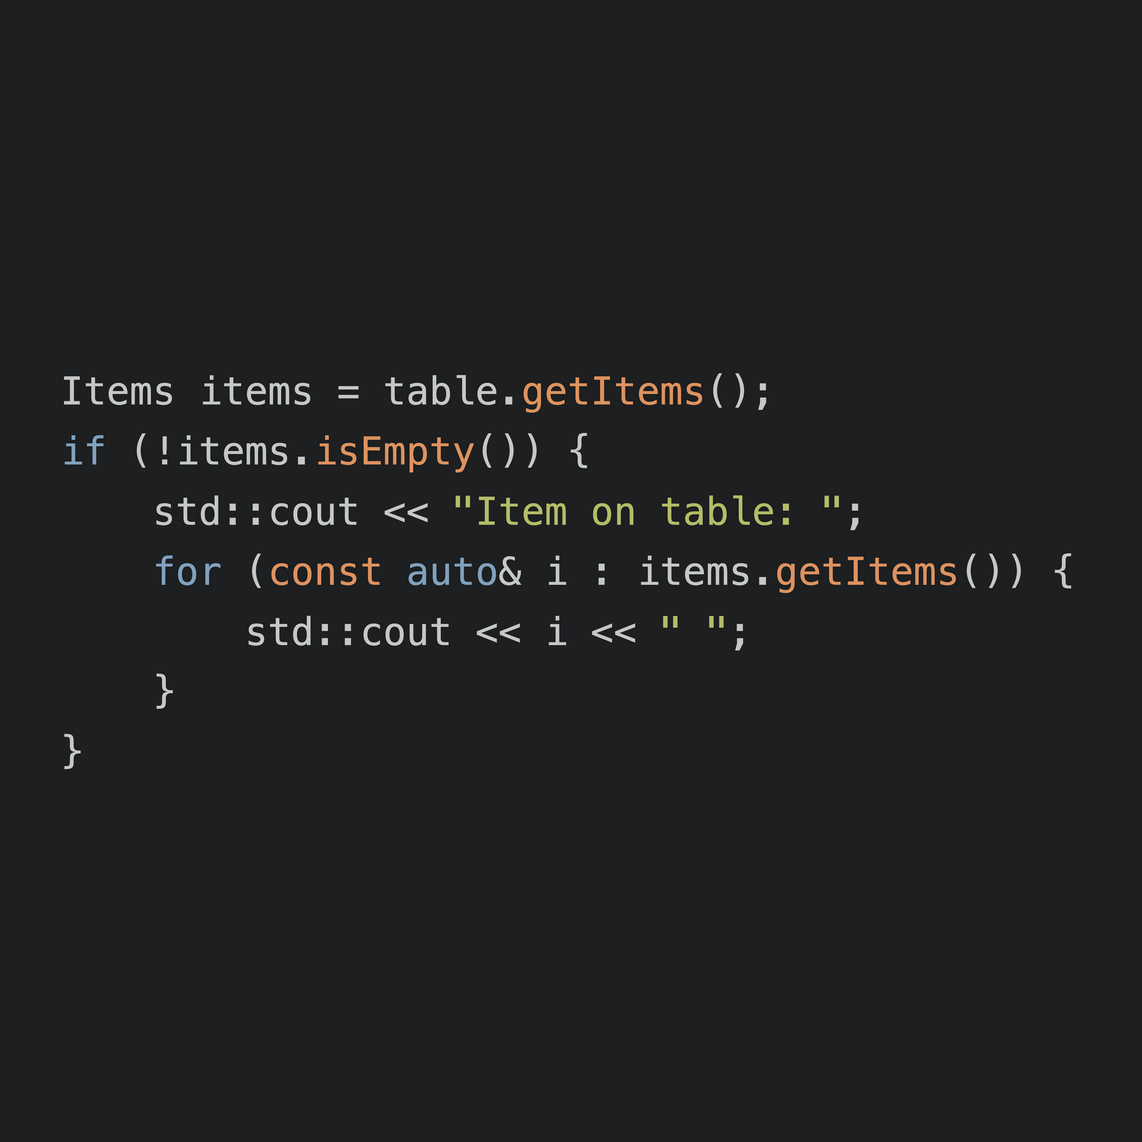 Items items = table.getItems();
if (!items.isEmpty()) {
    std::cout << "Item on table: ";
    for (const auto& i : items.getItems()) {
        std::cout << i << " ";
    }
}